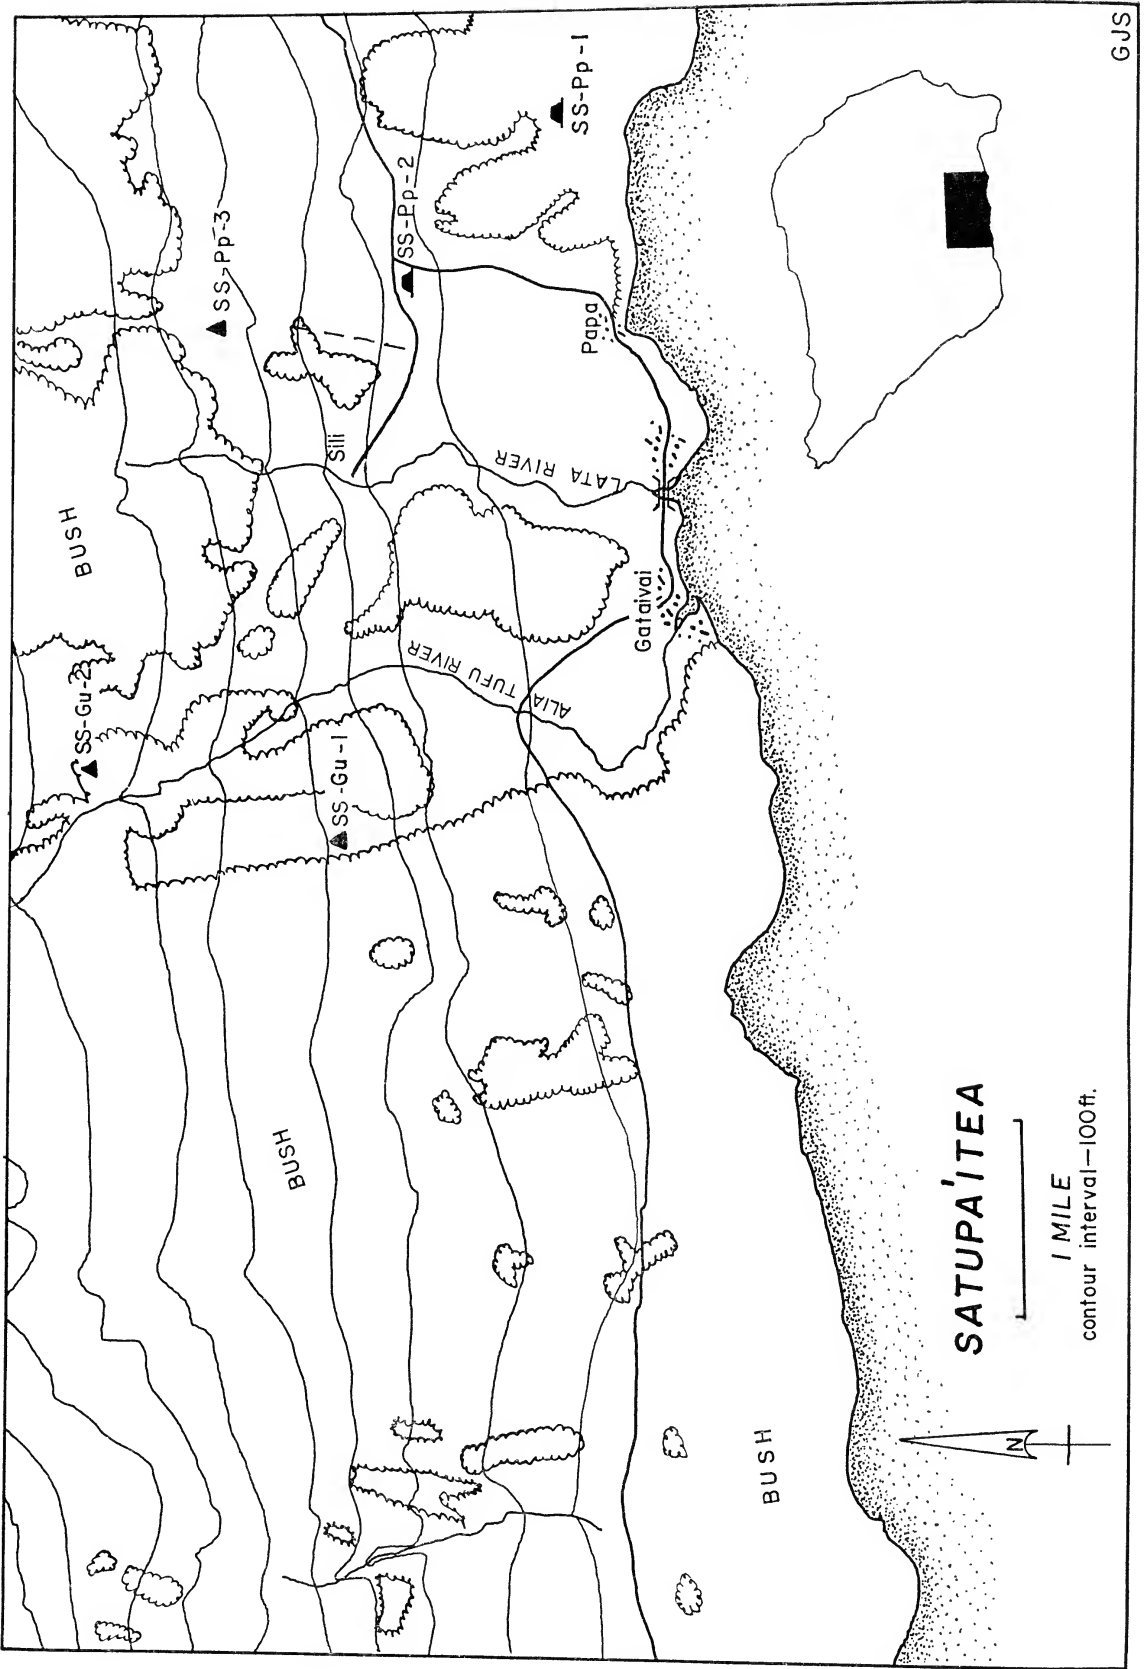 GJS
SS-Pp-1
SS-Pp-2
SS-Pp-3
Papa
Sili
LATA RIVER
BUSH
Gataivai
ALIA TUFU RIVER
SS-Gu-2
SS-Gu-1
BUSH
BUSH
SATUPA'ITEA
1 MILE
contour interval—100ft.
N